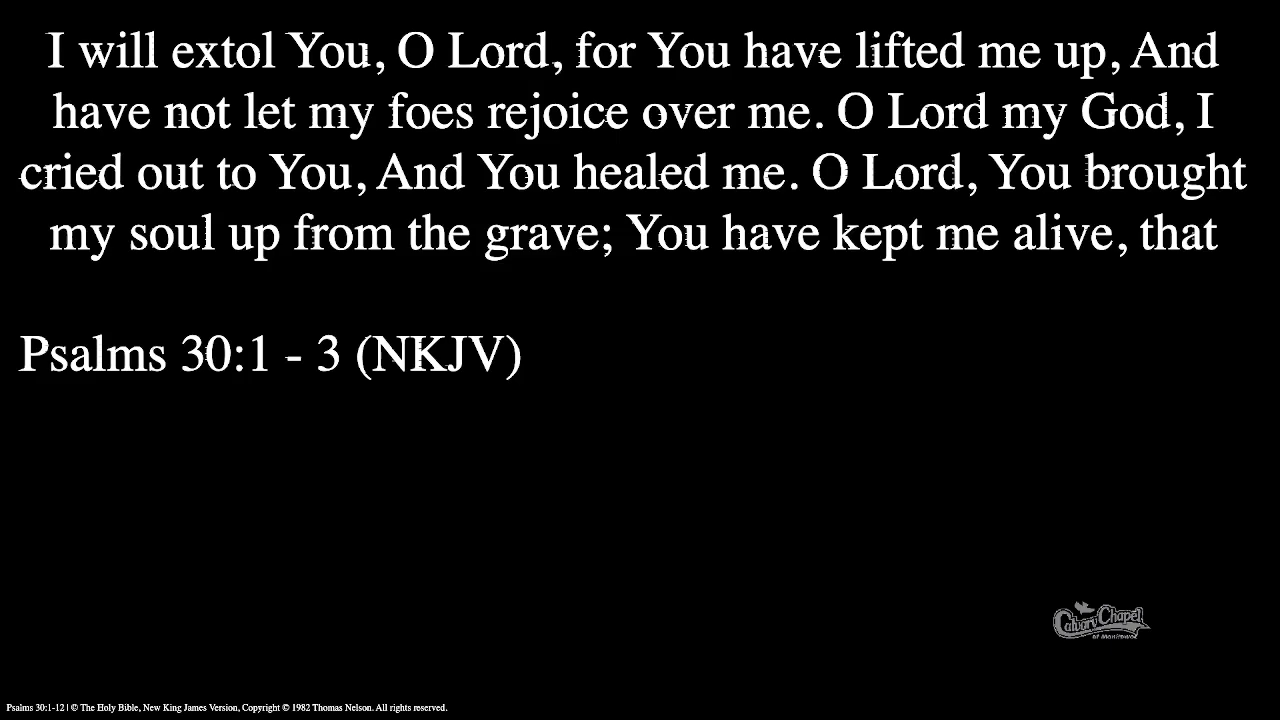 I will extol You, O Lord, for You have lifted me up, And
have not let my foes rejoice over me. O Lord my God, I
cried out to You, And You healed me. O Lord, You brought
my soul up from the grave; You have kept me alive, that
Psalms 30:1 - 3 (NKJV)
Calvary Chapel
of Manitowoc
Psalms 30:1-12 | © The Holy Bible, New King James Version, Copyright © 1982 Thomas Nelson. All rights reserved.